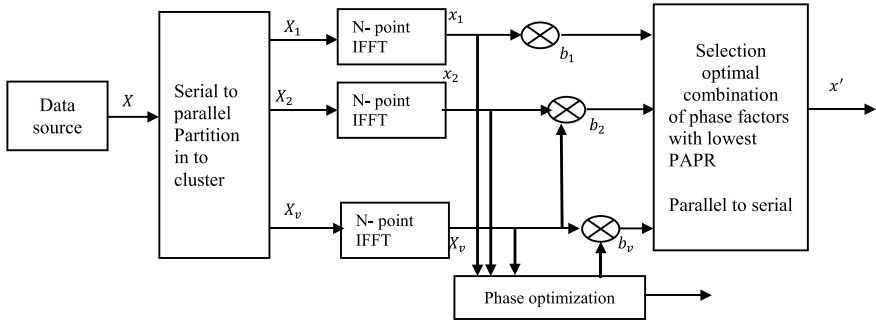 Data
source
X
Serial to
parallel
Partition
in to
cluster
X₁
N- point
IFFT
x₁
b₁
X₂
N- point
IFFT
x₂
b₂
Xᵥ
N- point
IFFT
Xᵥ
bᵥ
Phase optimization
Selection
optimal
combination
of phase factors
with lowest
PAPR
Parallel to serial
x′